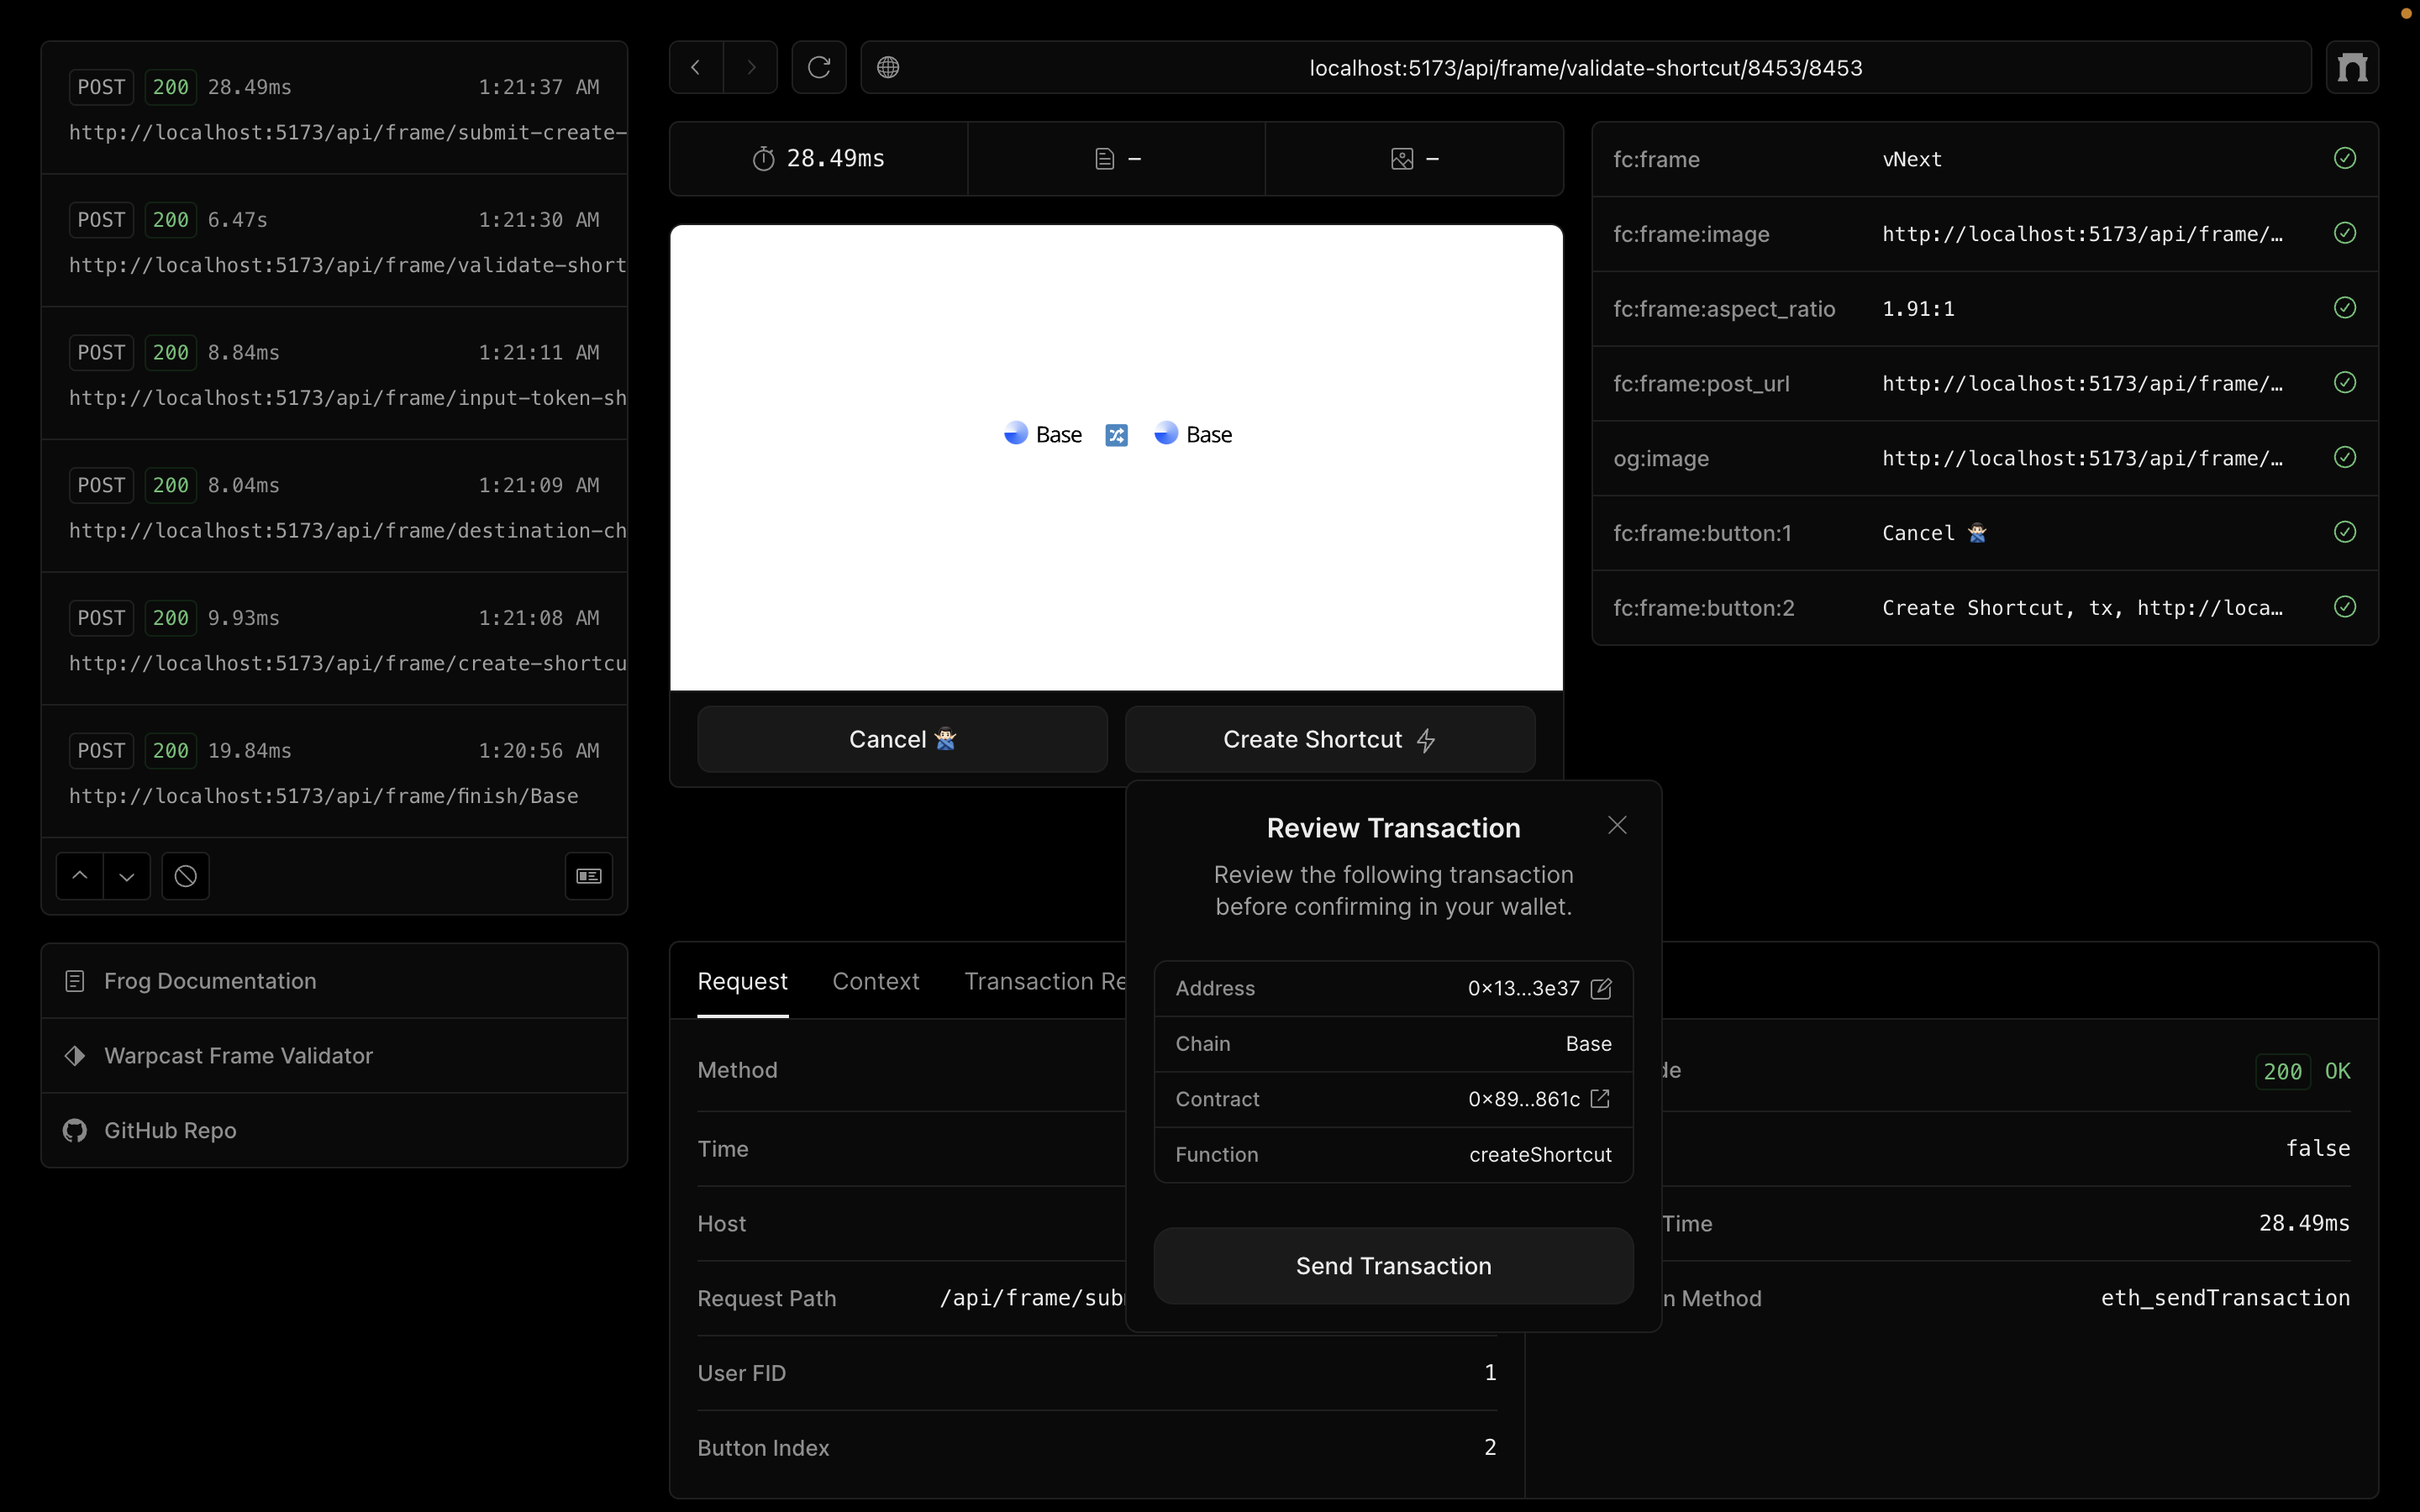 POST 200 28.49ms 1:21:37 AM
http://localhost:5173/api/frame/submit-create-
POST 200 6.47s 1:21:30 AM
http://localhost:5173/api/frame/validate-short
POST 200 8.84ms 1:21:11 AM
http://localhost:5173/api/frame/input-token-sh
POST 200 8.04ms 1:21:09 AM
http://localhost:5173/api/frame/destination-ch
POST 200 9.93ms 1:21:08 AM
http://localhost:5173/api/frame/create-shortcu
POST 200 19.84ms 1:20:56 AM
http://localhost:5173/api/frame/finish/Base
Frog Documentation
Warpcast Frame Validator
GitHub Repo
localhost:5173/api/frame/validate-shortcut/8453/8453
28.49ms – –
Base Base
Cancel 🙅🏻‍♂️ Create Shortcut
fc:frame vNext
fc:frame:image http://localhost:5173/api/frame/…
fc:frame:aspect_ratio 1.91:1
fc:frame:post_url http://localhost:5173/api/frame/…
og:image http://localhost:5173/api/frame/…
fc:frame:button:1 Cancel 🙅🏻‍♂️
fc:frame:button:2 Create Shortcut, tx, http://loca…
Review Transaction
Review the following transaction
before confirming in your wallet.
Address 0×13…3e37
Chain Base
Contract 0×89…861c
Function createShortcut
Send Transaction
Request Context Transaction Re
Method
Time
Host
Request Path /api/frame/sub
User FID 1
Button Index 2
de 200 OK
false
Time 28.49ms
n Method eth_sendTransaction